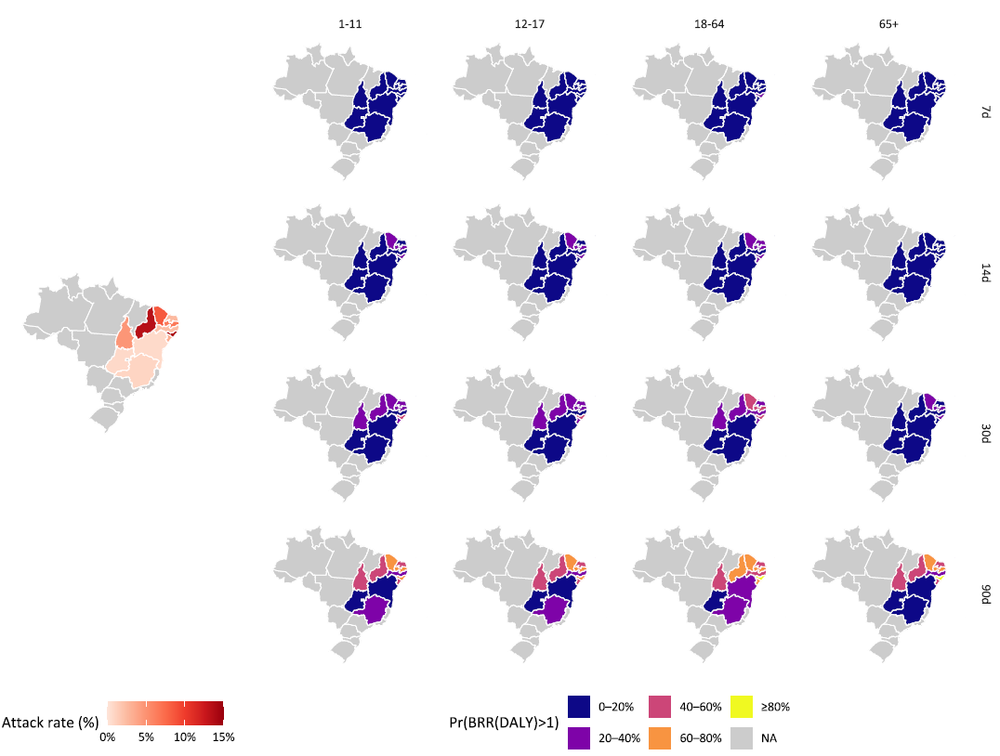 1-11 12-17 18-64 65+
7d
14d
30d
90d
Attack rate (%)
0% 5% 10% 15%
Pr(BRR(DALY)>1)
0–20% 40–60% ≥80%
20–40% 60–80% NA